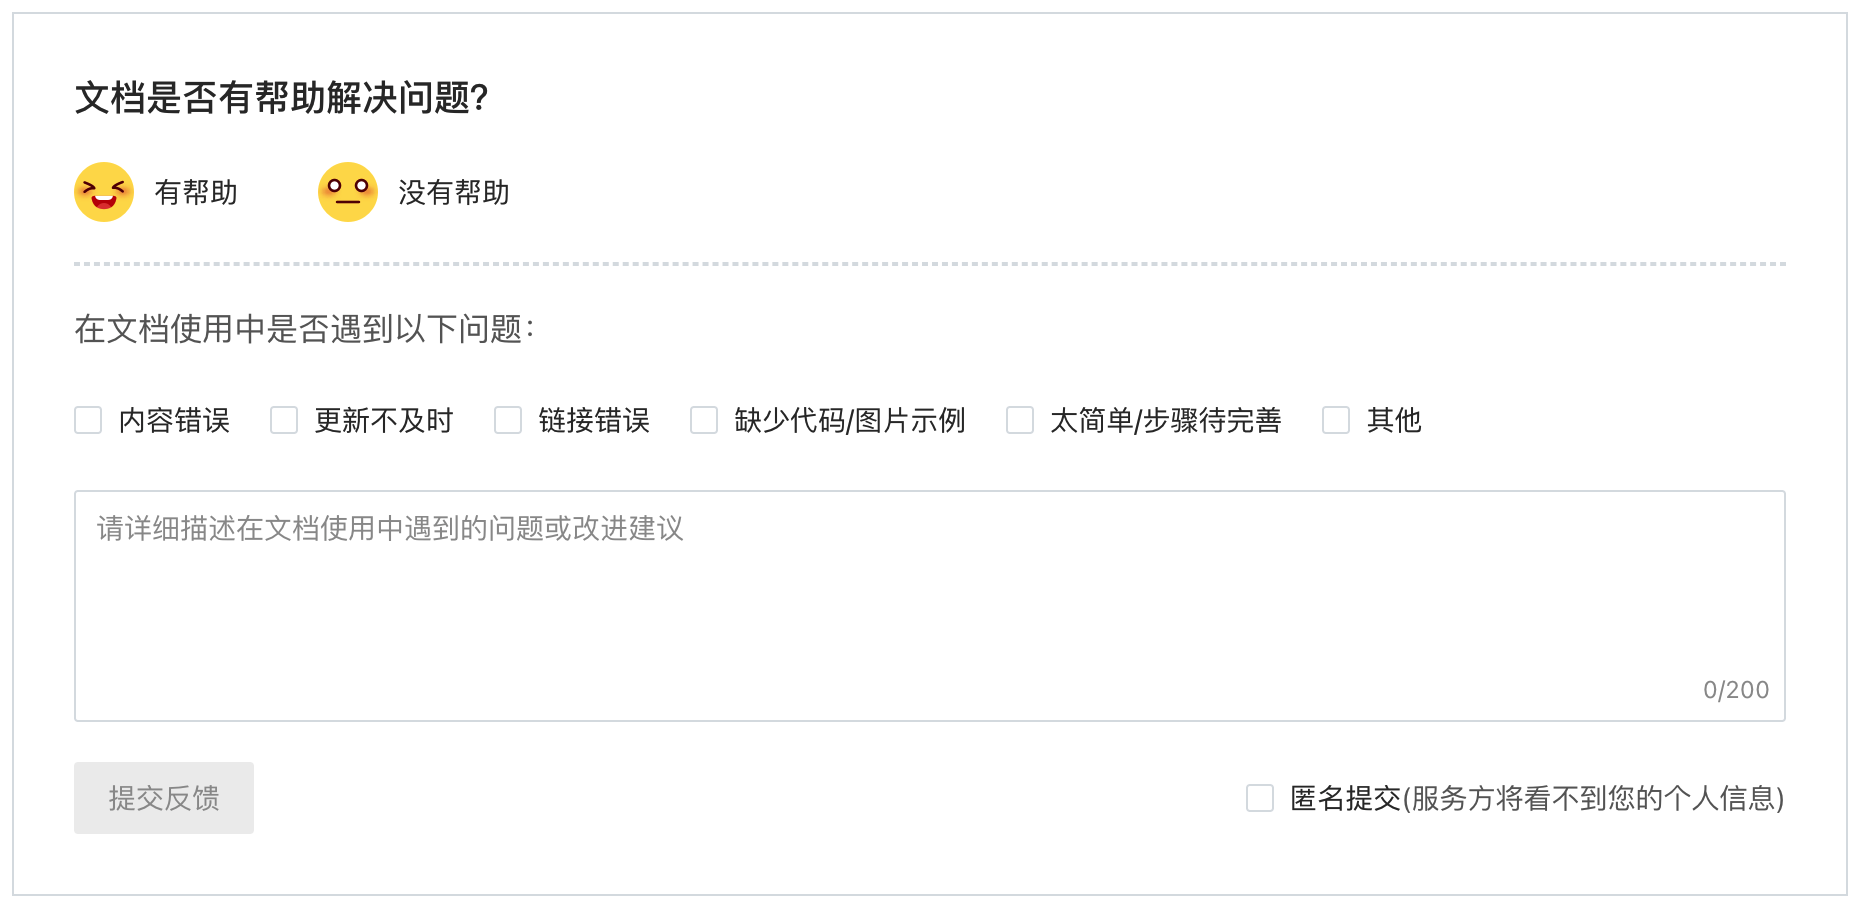 文档是否有帮助解决问题?
有帮助 没有帮助
在文档使用中是否遇到以下问题:
内容错误 更新不及时 链接错误 缺少代码/图片示例 太简单/步骤待完善 其他
请详细描述在文档使用中遇到的问题或改进建议
0/200
提交反馈 匿名提交(服务方将看不到您的个人信息)